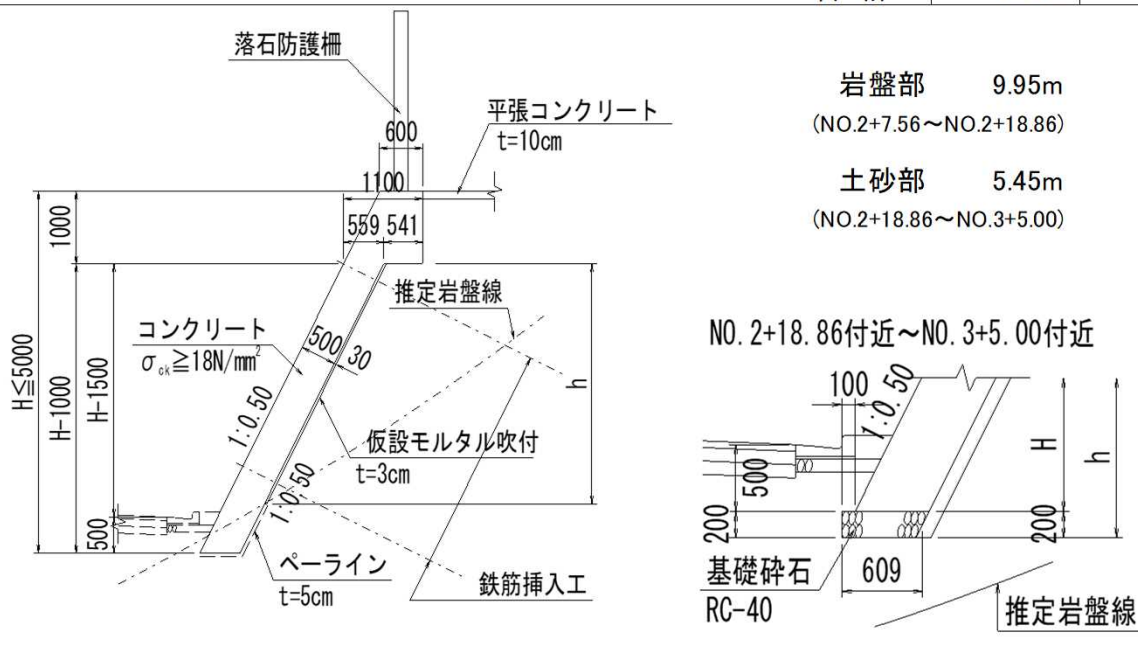 落石防護柵
平張コンクリート
t=10cm
600
1100
559 541
1000
H≦5000
H-1000
H-1500
500
コンクリート
σck≧18N/mm²
500
30
1:0.50
1:0.50
推定岩盤線
h
仮設モルタル吹付
t=3cm
ペーライン
t=5cm
鉄筋挿入工
岩盤部 9.95m
(NO.2+7.56～NO.2+18.86)
土砂部 5.45m
(NO.2+18.86～NO.3+5.00)
NO.2+18.86付近～NO.3+5.00付近
100
1:0.50
500
200
H
h
200
609
基礎砕石
RC-40
推定岩盤線